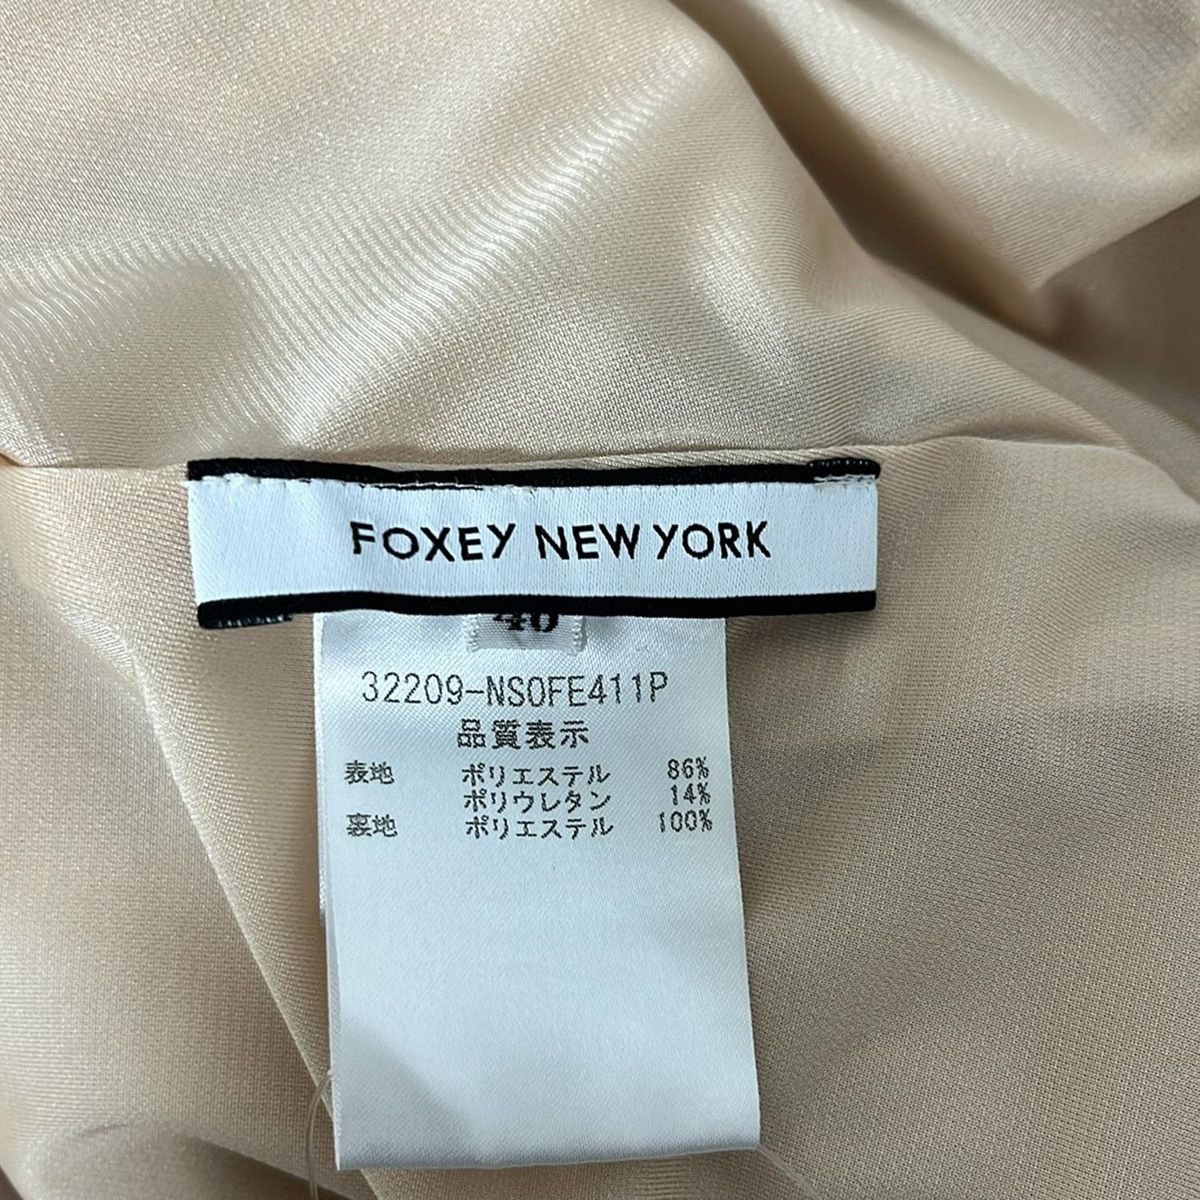 FOXEY NEW YORK
40
32209-NSOFE411P
品質表示
表地 ポリエステル 86%
ポリウレタン 14%
裏地 ポリエステル 100%